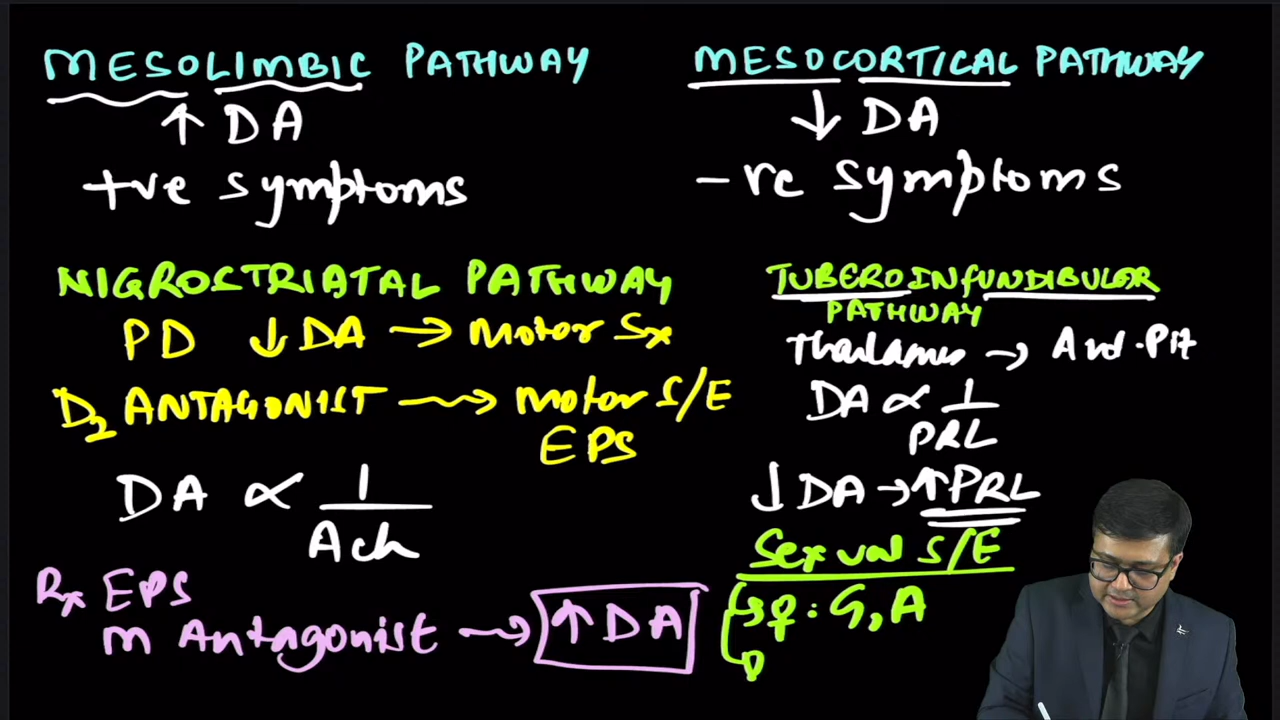 MESOLIMBIC PATHWAY
↑ DA
+ve symptoms
MESOCORTICAL PATHWAY
↓ DA
-ve symptoms
NIGROSTRIATAL PATHWAY
PD ↓ DA → Motor Sx
D2 ANTAGONIST → Motor S/E
EPS
DA ∝ 1/Ach
Rx EPS
M Antagonist → ↑ DA
TUBEROINFUNDIBULAR
PATHWAY
Thalamus → Ant. Pit
DA ∝ 1/PRL
↓ DA → ↑ PRL
Sexual S/E
→ ♀: G, A